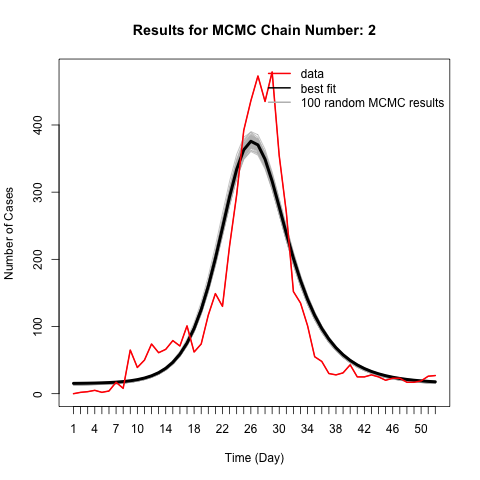 Results for MCMC Chain Number: 2
data
best fit
100 random MCMC results
Number of Cases
0
100
200
300
400
1 4 7 10 14 18 22 26 30 34 38 42 46 50
Time (Day)